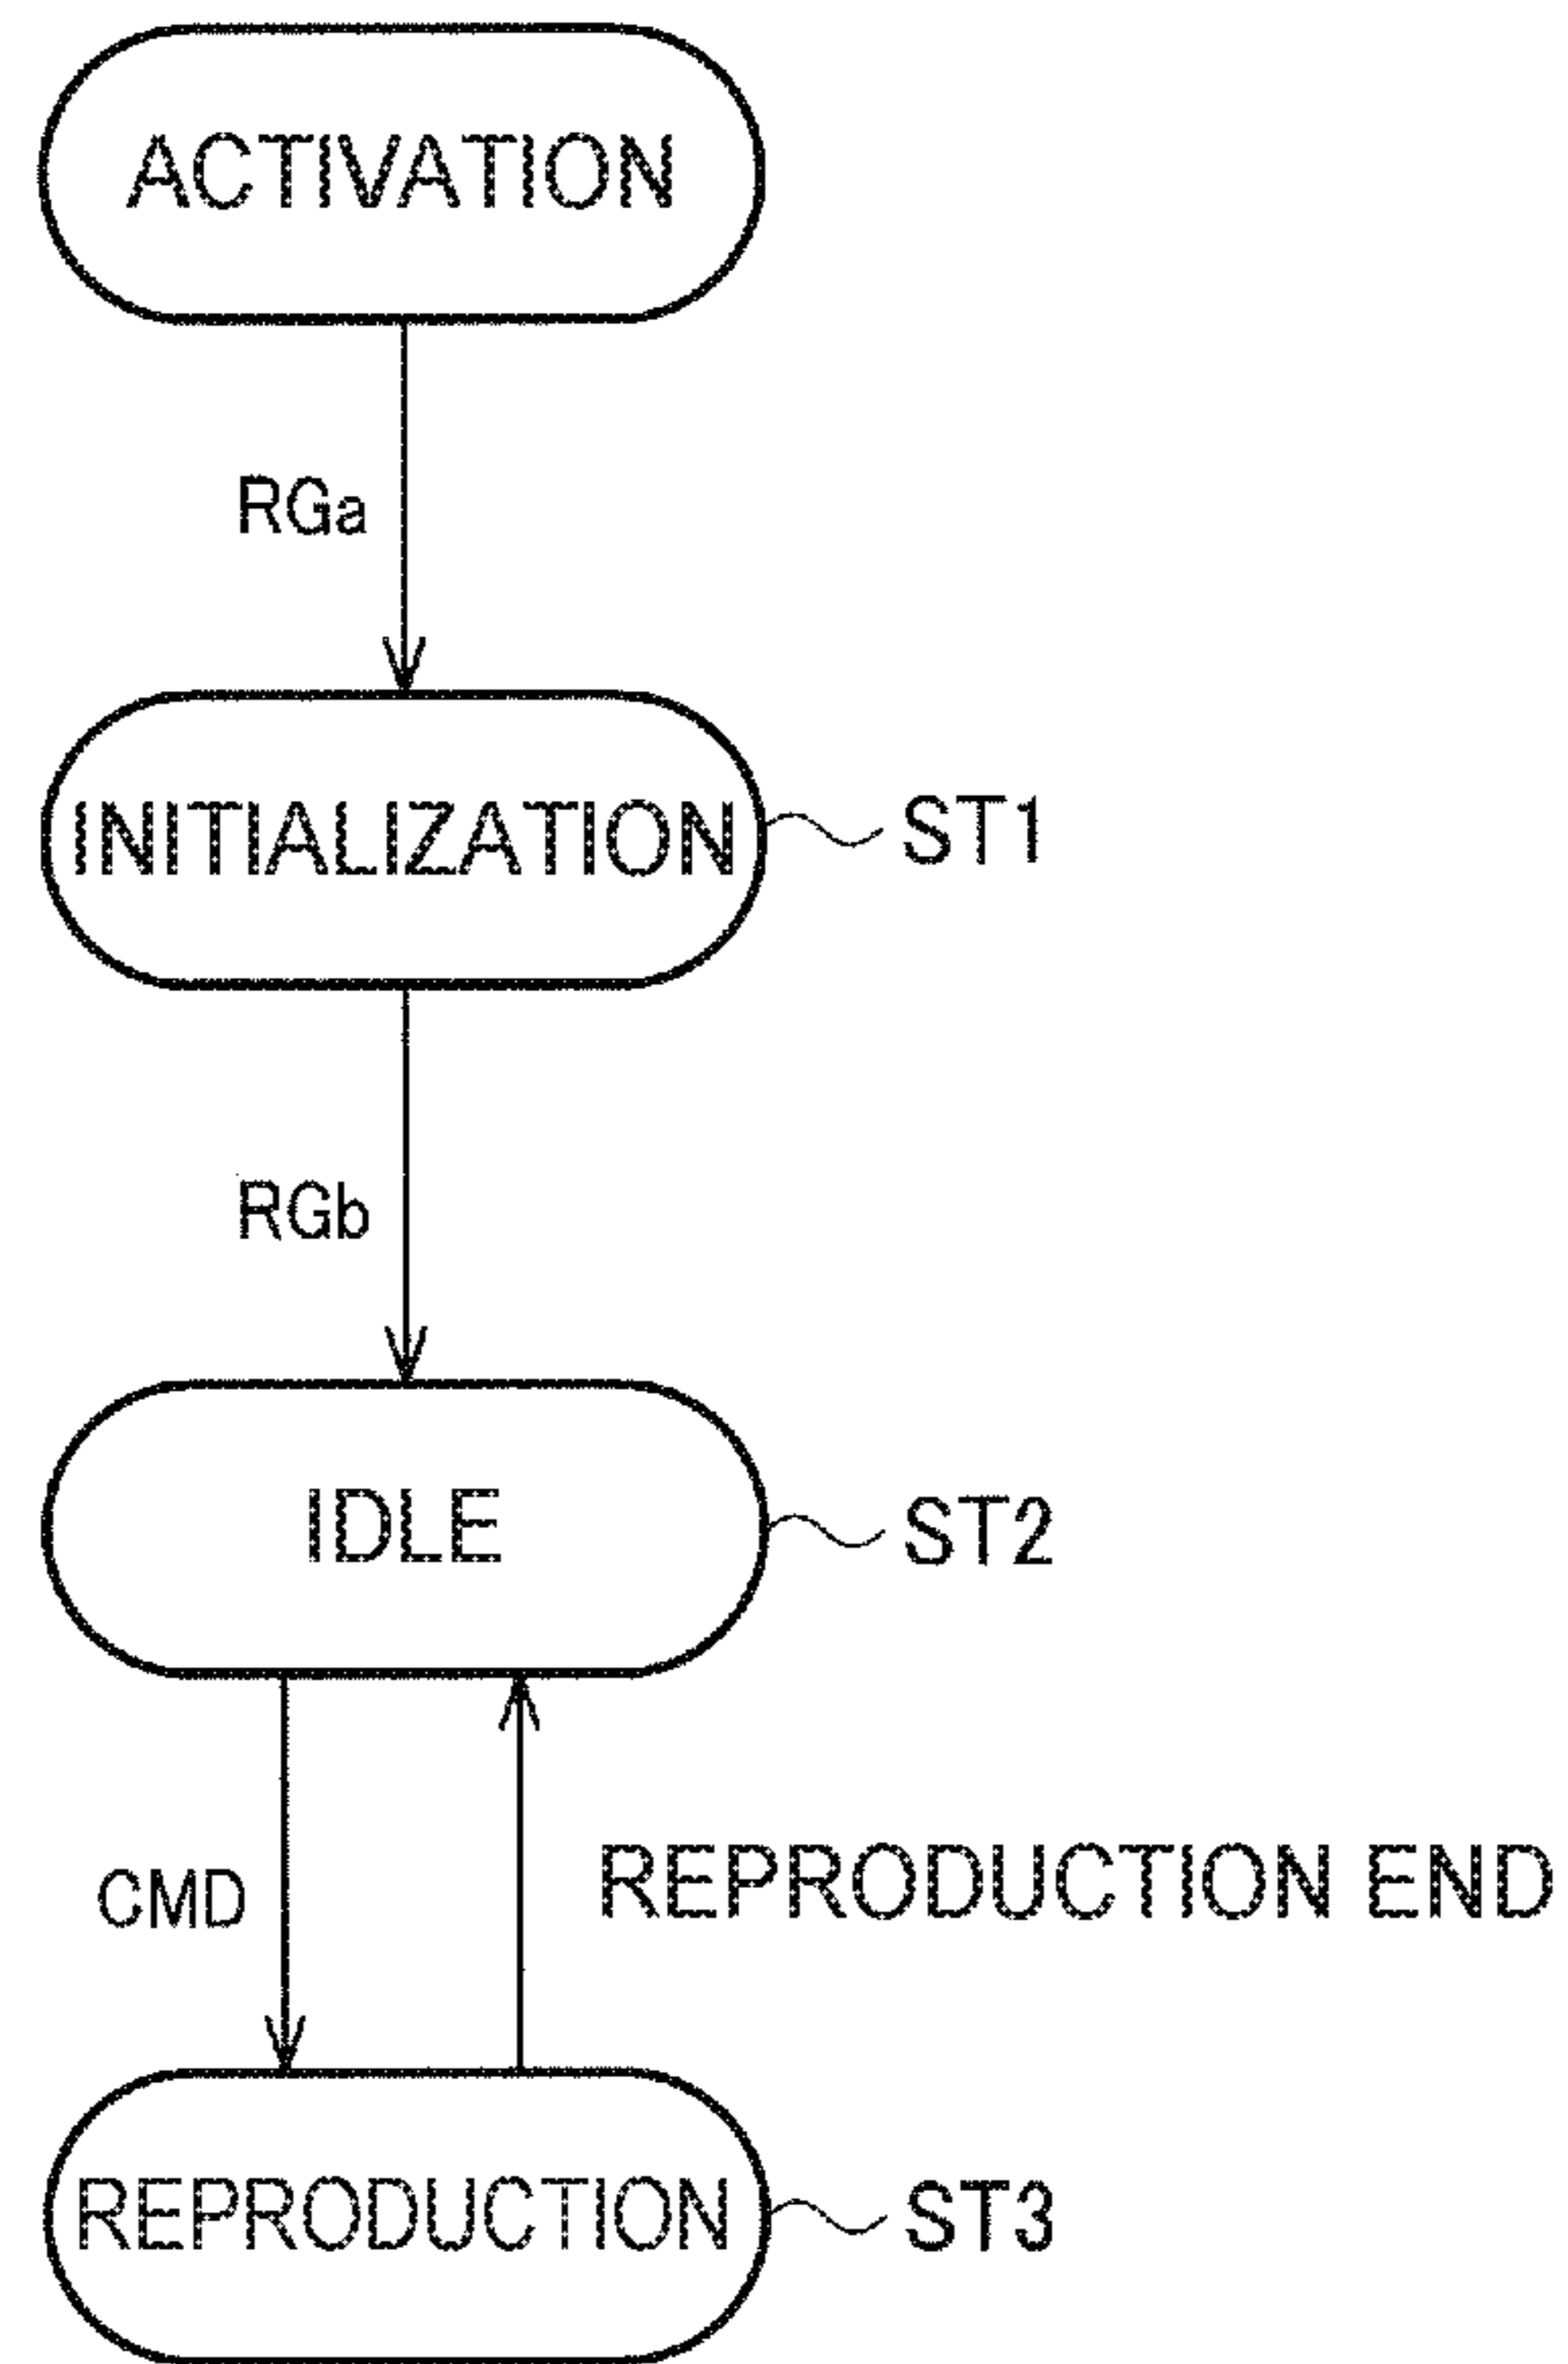 ACTIVATION
RGa
INITIALIZATION
ST1
RGb
IDLE
ST2
CMD
REPRODUCTION END
REPRODUCTION
ST3